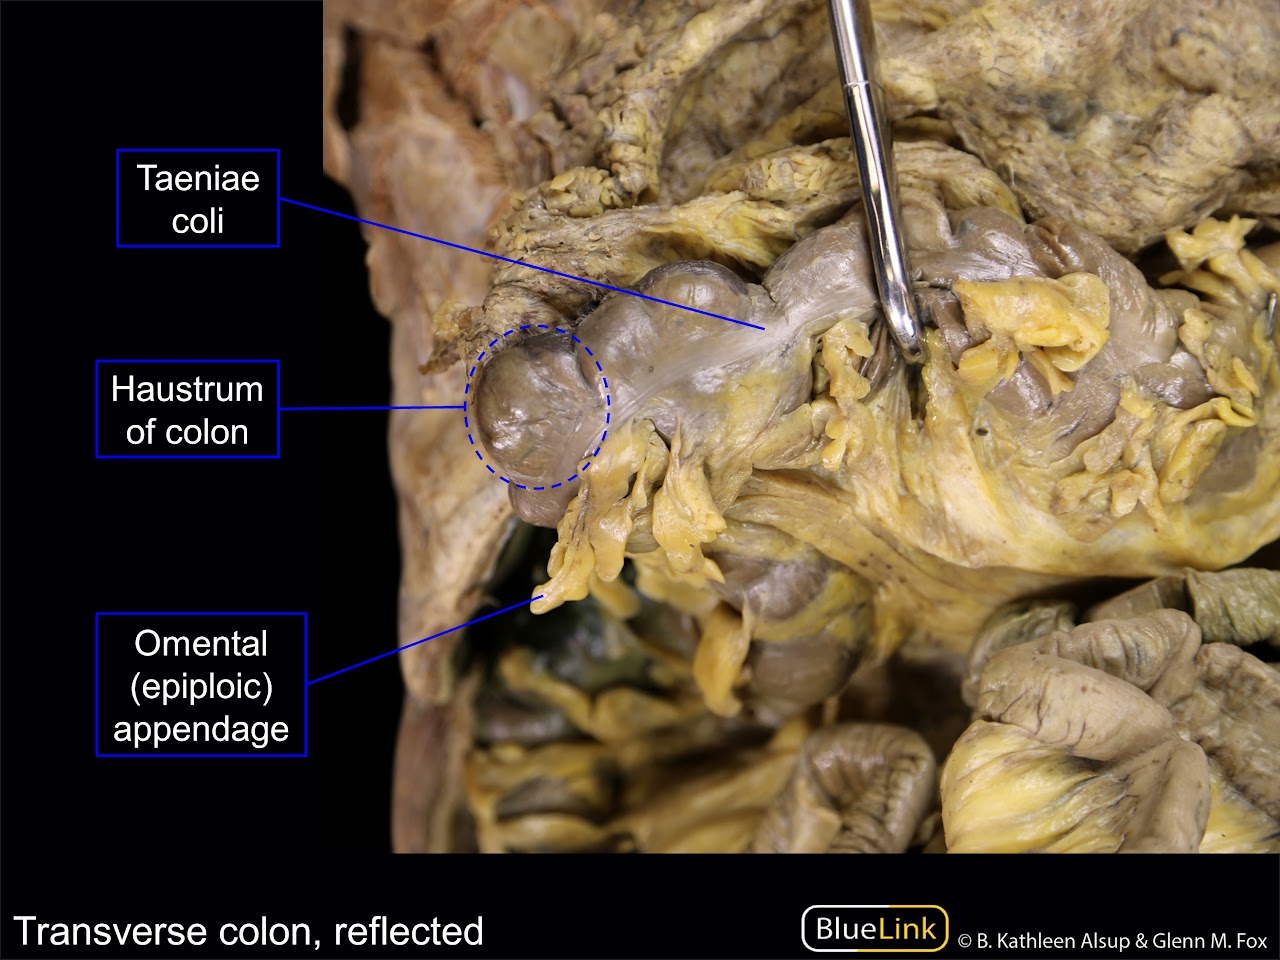 Taeniae
coli
Haustrum
of colon
Omental
(epiploic)
appendage
Transverse colon, reflected
BlueLink
© B. Kathleen Alsup & Glenn M. Fox